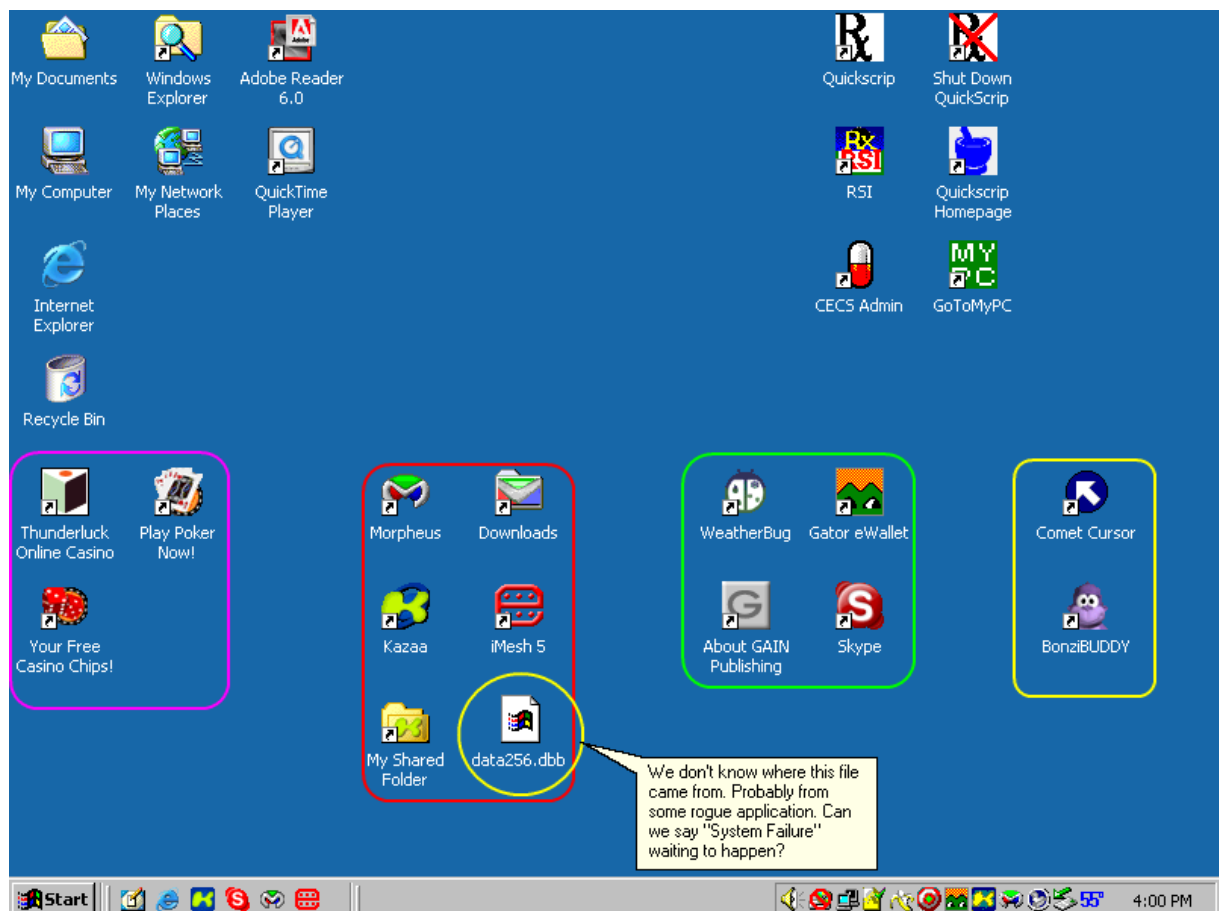 My Documents
Windows
Explorer
Adobe Reader
6.0
Quickscrip
Shut Down
QuickScrip
My Computer
My Network
Places
QuickTime
Player
RSI
Quickscrip
Homepage
Internet
Explorer
CECS Admin
GoToMyPC
Recycle Bin
Thunderluck
Online Casino
Play Poker
Now!
Morpheus
Downloads
WeatherBug
Gator eWallet
Comet Cursor
Your Free
Casino Chips!
Kazaa
iMesh 5
About GAIN
Publishing
Skype
BonziBUDDY
My Shared
Folder
data256.dbb
We don't know where this file
came from. Probably from
some rogue application. Can
we say "System Failure"
waiting to happen?
Start
55°
4:00 PM